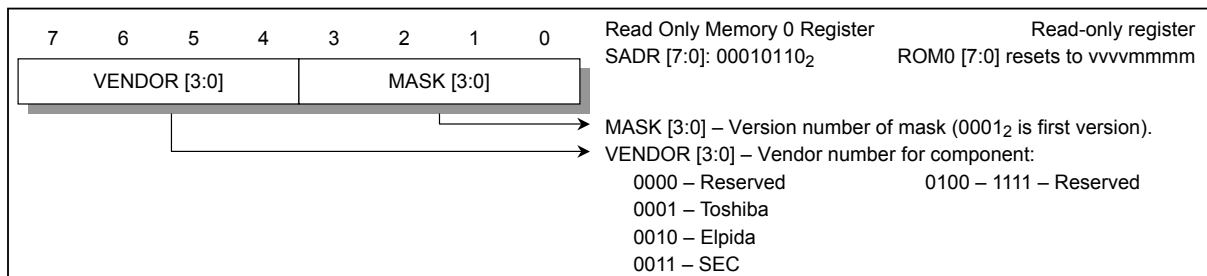 7 6 5 4 3 2 1 0
VENDOR [3:0] MASK [3:0]
Read Only Memory 0 Register Read-only register
SADR [7:0]: 00010110₂ ROM0 [7:0] resets to vvvvmmmm
MASK [3:0] – Version number of mask (0001₂ is first version).
VENDOR [3:0] – Vendor number for component:
0000 – Reserved 0100 – 1111 – Reserved
0001 – Toshiba
0010 – Elpida
0011 – SEC